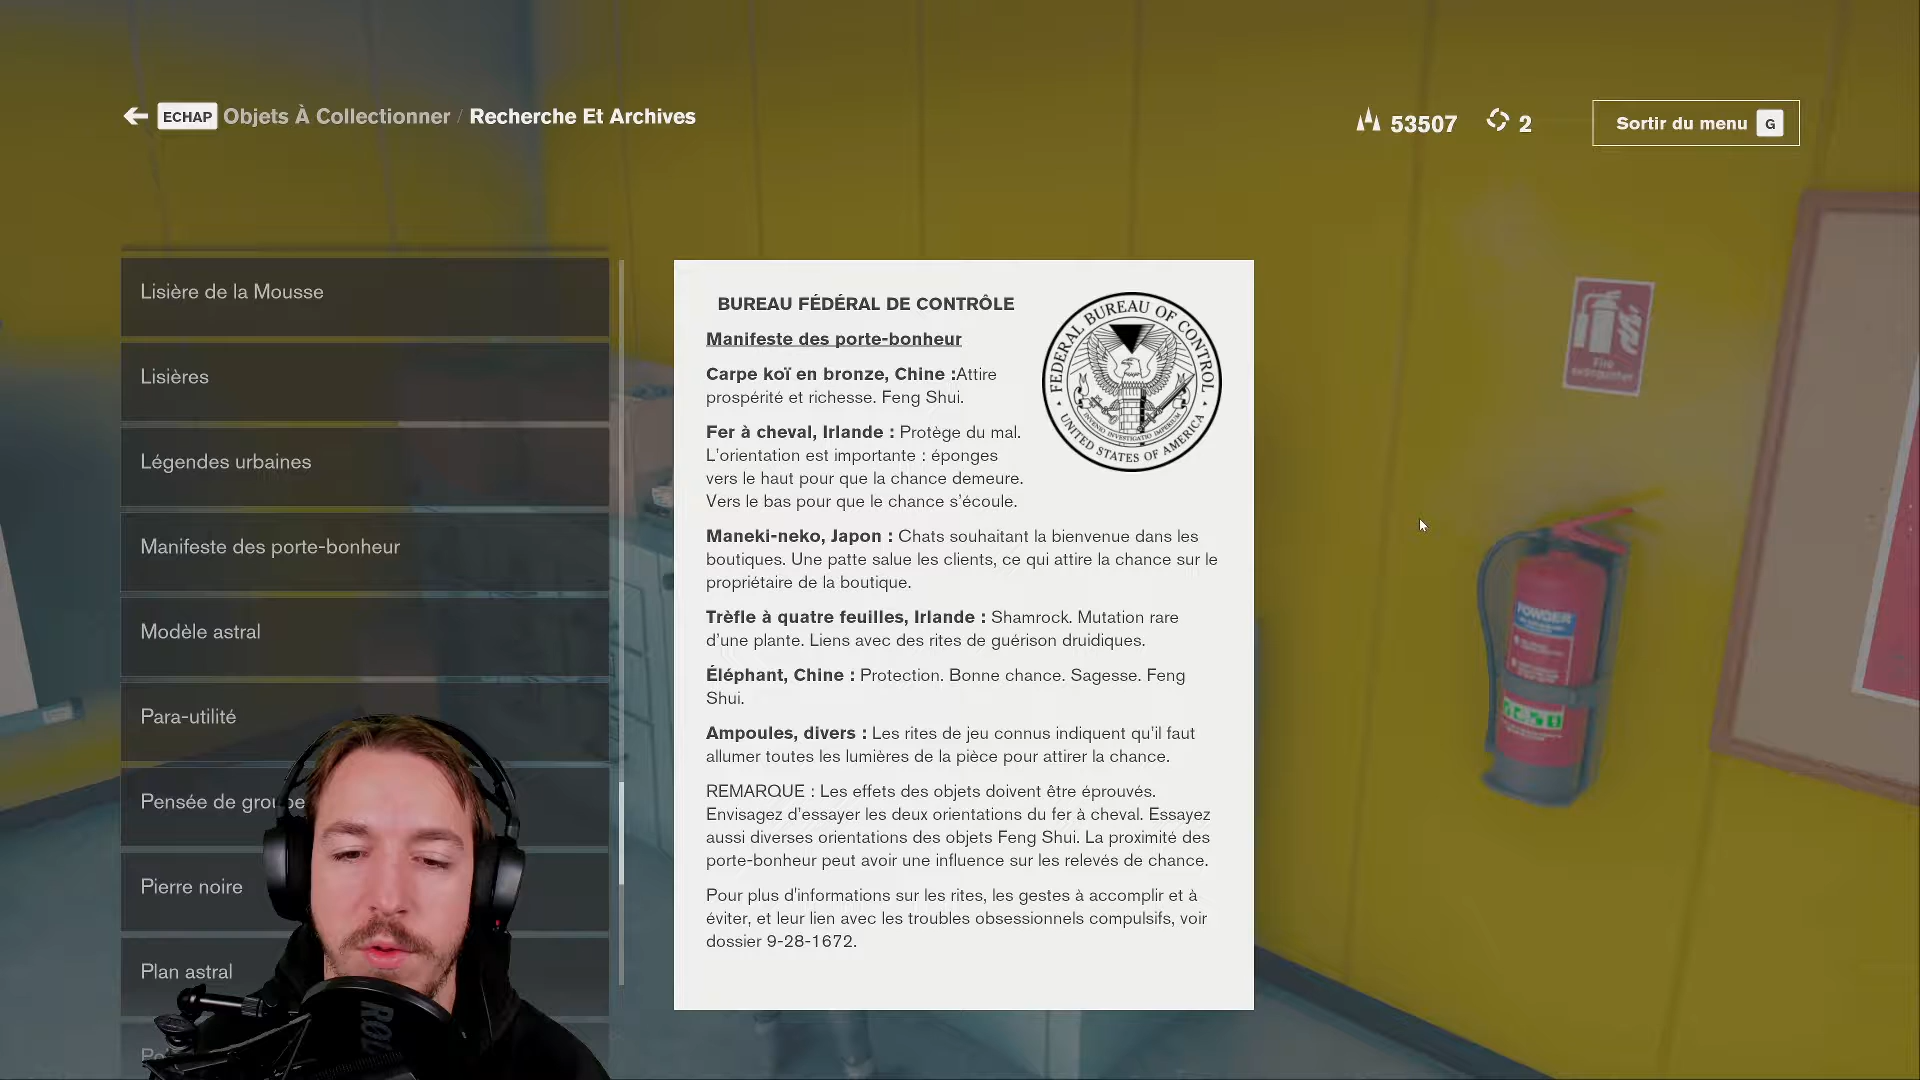 ECHAP Objets À Collectionner / Recherche Et Archives
53507
2
Sortir du menu G
Lisière de la Mousse
Lisières
Légendes urbaines
Manifeste des porte-bonheur
Modèle astral
Para-utilité
Pensée de groupe
Pierre noire
Plan astral
BUREAU FÉDÉRAL DE CONTRÔLE
Manifeste des porte-bonheur
Carpe koï en bronze, Chine :Attire
prospérité et richesse. Feng Shui.
Fer à cheval, Irlande : Protège du mal.
L'orientation est importante : éponges
vers le haut pour que la chance demeure.
Vers le bas pour que le chance s'écoule.
Maneki-neko, Japon : Chats souhaitant la bienvenue dans les
boutiques. Une patte salue les clients, ce qui attire la chance sur le
propriétaire de la boutique.
Trèfle à quatre feuilles, Irlande : Shamrock. Mutation rare
d'une plante. Liens avec des rites de guérison druidiques.
Éléphant, Chine : Protection. Bonne chance. Sagesse. Feng
Shui.
Ampoules, divers : Les rites de jeu connus indiquent qu'il faut
allumer toutes les lumières de la pièce pour attirer la chance.
REMARQUE : Les effets des objets doivent être éprouvés.
Envisagez d'essayer les deux orientations du fer à cheval. Essayez
aussi diverses orientations des objets Feng Shui. La proximité des
porte-bonheur peut avoir une influence sur les relevés de chance.
Pour plus d'informations sur les rites, les gestes à accomplir et à
éviter, et leur lien avec les troubles obsessionnels compulsifs, voir
dossier 9-28-1672.
FEDERAL BUREAU OF CONTROL
INVENIO INVESTIGATIO IMPERIUM
UNITED STATES OF AMERICA
Fire
extinguisher
POWDER